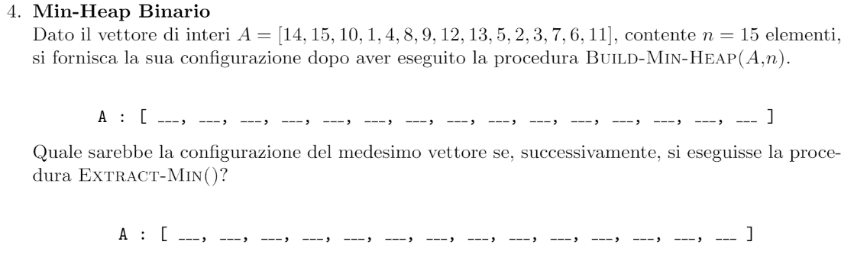 4. Min-Heap Binario
Dato il vettore di interi A = [14, 15, 10, 1, 4, 8, 9, 12, 13, 5, 2, 3, 7, 6, 11], contente n = 15 elementi,
si fornisca la sua configurazione dopo aver eseguito la procedura BUILD-MIN-HEAP(A,n).
A : [ ___, ___, ___, ___, ___, ___, ___, ___, ___, ___, ___, ___, ___, ___, ___ ]
Quale sarebbe la configurazione del medesimo vettore se, successivamente, si eseguisse la proce-
dura EXTRACT-MIN()?
A : [ ___, ___, ___, ___, ___, ___, ___, ___, ___, ___, ___, ___, ___, ___ ]